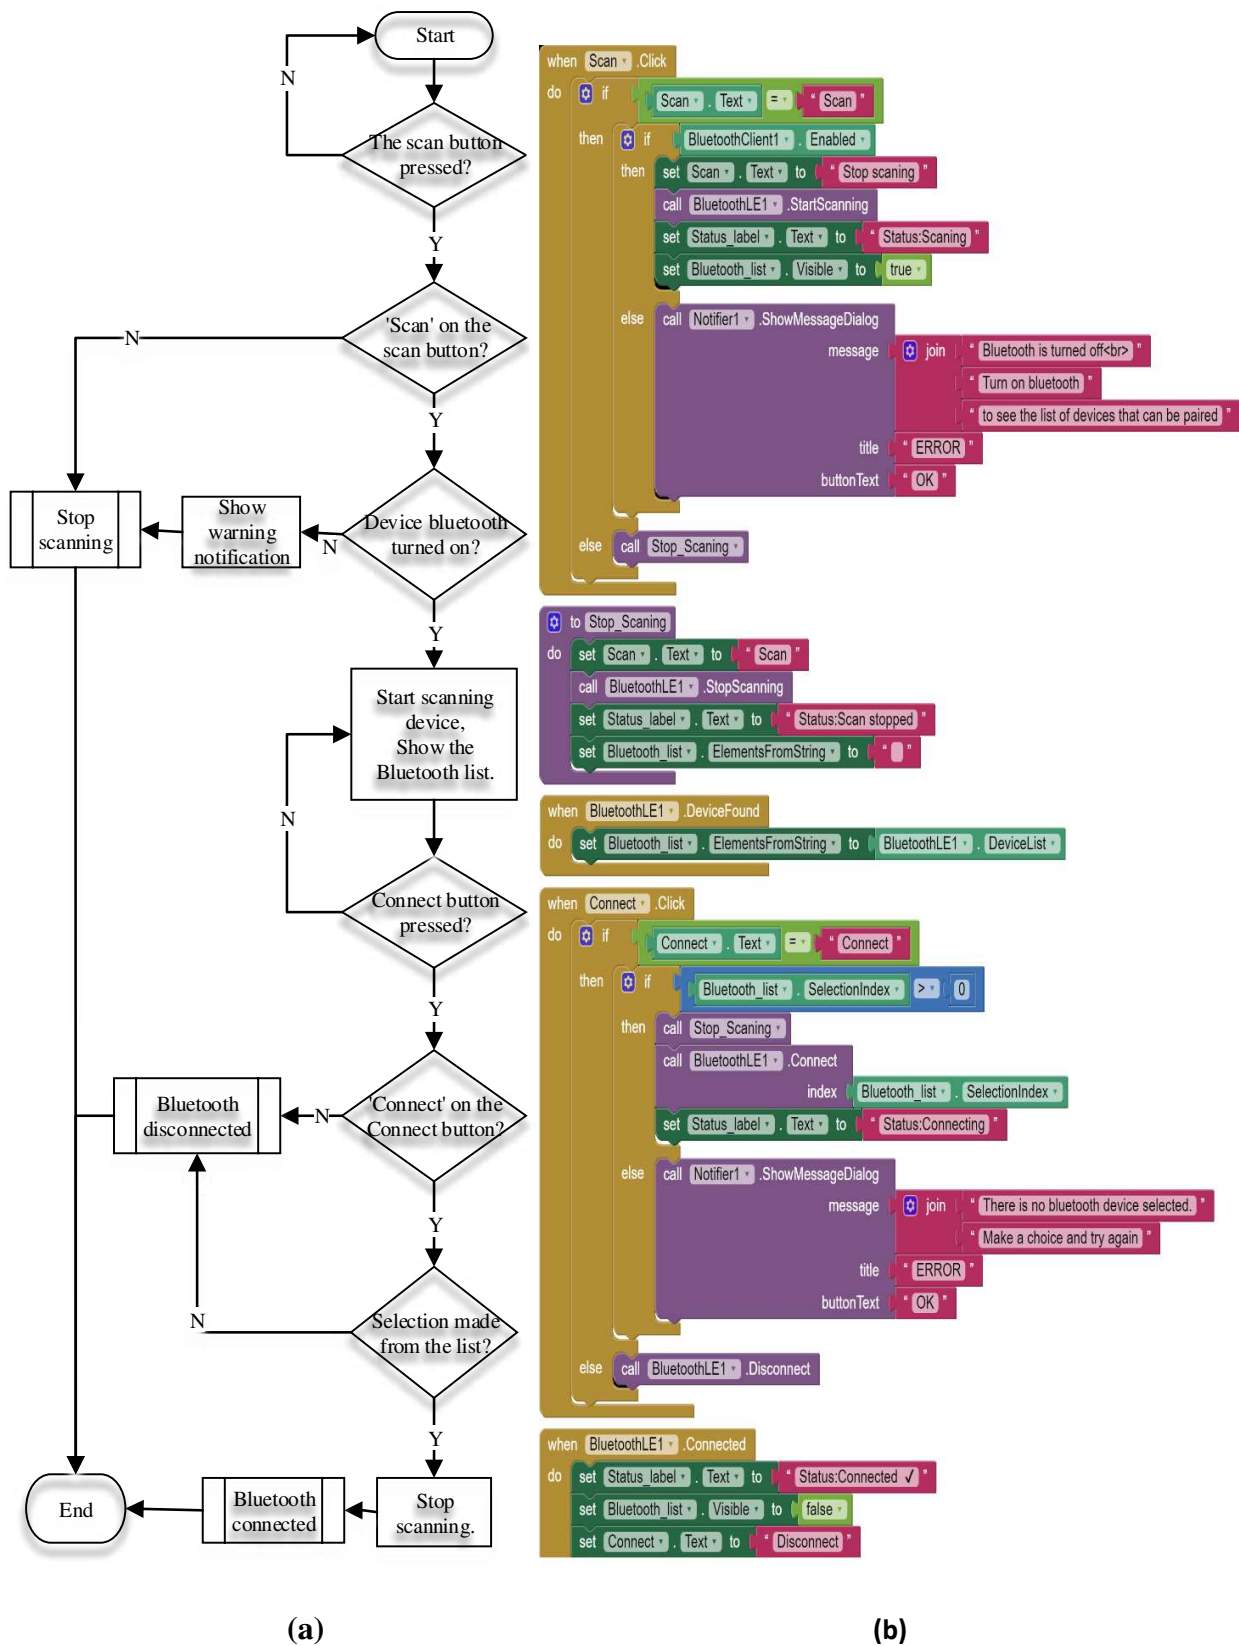 Start
N
The scan button
pressed?
Y
'Scan' on the
scan button?
N
Y
Device bluetooth
turned on?
N
Show
warning
notification
Stop
scanning
Y
Start scanning
device,
Show the
Bluetooth list.
N
Connect button
pressed?
Y
'Connect' on the
Connect button?
N
Bluetooth
disconnected
Y
Selection made
from the list?
N
Y
Stop
scanning.
Bluetooth
connected
End
(a)
when Scan .Click
do if Scan . Text = “ Scan ”
then if BluetoothClient1 . Enabled
then set Scan . Text to “ Stop scaning ”
call BluetoothLE1 .StartScanning
set Status_label . Text to “ Status:Scaning ”
set Bluetooth_list . Visible to true
else call Notifier1 .ShowMessageDialog
message join “ Bluetooth is turned off<br> ”
“ Turn on bluetooth ”
“ to see the list of devices that can be paired ”
title “ ERROR ”
buttonText “ OK ”
else call Stop_Scaning
to Stop_Scaning
do set Scan . Text to “ Scan ”
call BluetoothLE1 .StopScanning
set Status_label . Text to “ Status:Scan stopped ”
set Bluetooth_list . ElementsFromString to “ ”
when BluetoothLE1 .DeviceFound
do set Bluetooth_list . ElementsFromString to BluetoothLE1 . DeviceList
when Connect .Click
do if Connect . Text = “ Connect ”
then if Bluetooth_list . SelectionIndex > 0
then call Stop_Scaning
call BluetoothLE1 .Connect
index Bluetooth_list . SelectionIndex
set Status_label . Text to “ Status:Connecting ”
else call Notifier1 .ShowMessageDialog
message join “ There is no bluetooth device selected. ”
“ Make a choice and try again ”
title “ ERROR ”
buttonText “ OK ”
else call BluetoothLE1 .Disconnect
when BluetoothLE1 .Connected
do set Status_label . Text to “ Status:Connected ✓ ”
set Bluetooth_list . Visible to false
set Connect . Text to “ Disconnect ”
(b)